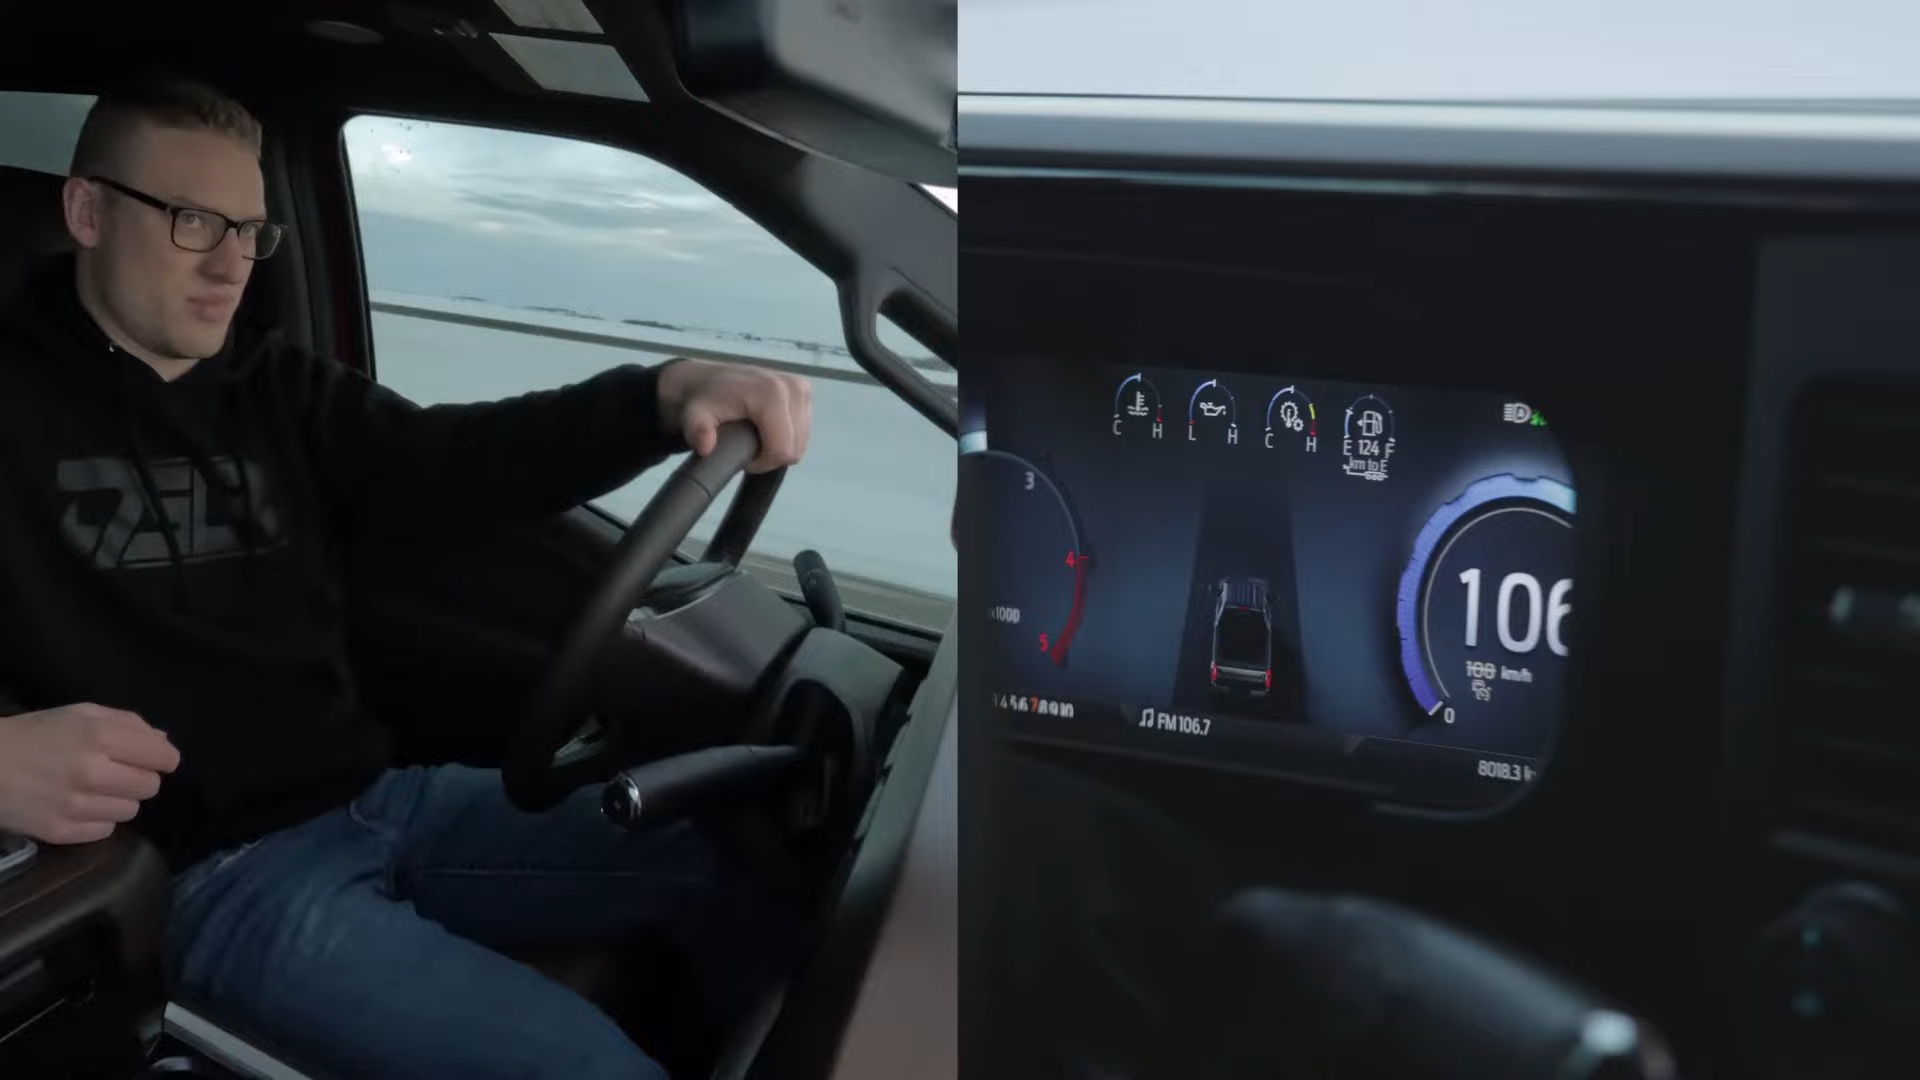 C H
L H
C H
E 124 F
km to E
3
4
x1000
5
106
100 km/h
0
FM 106.7
8018.3